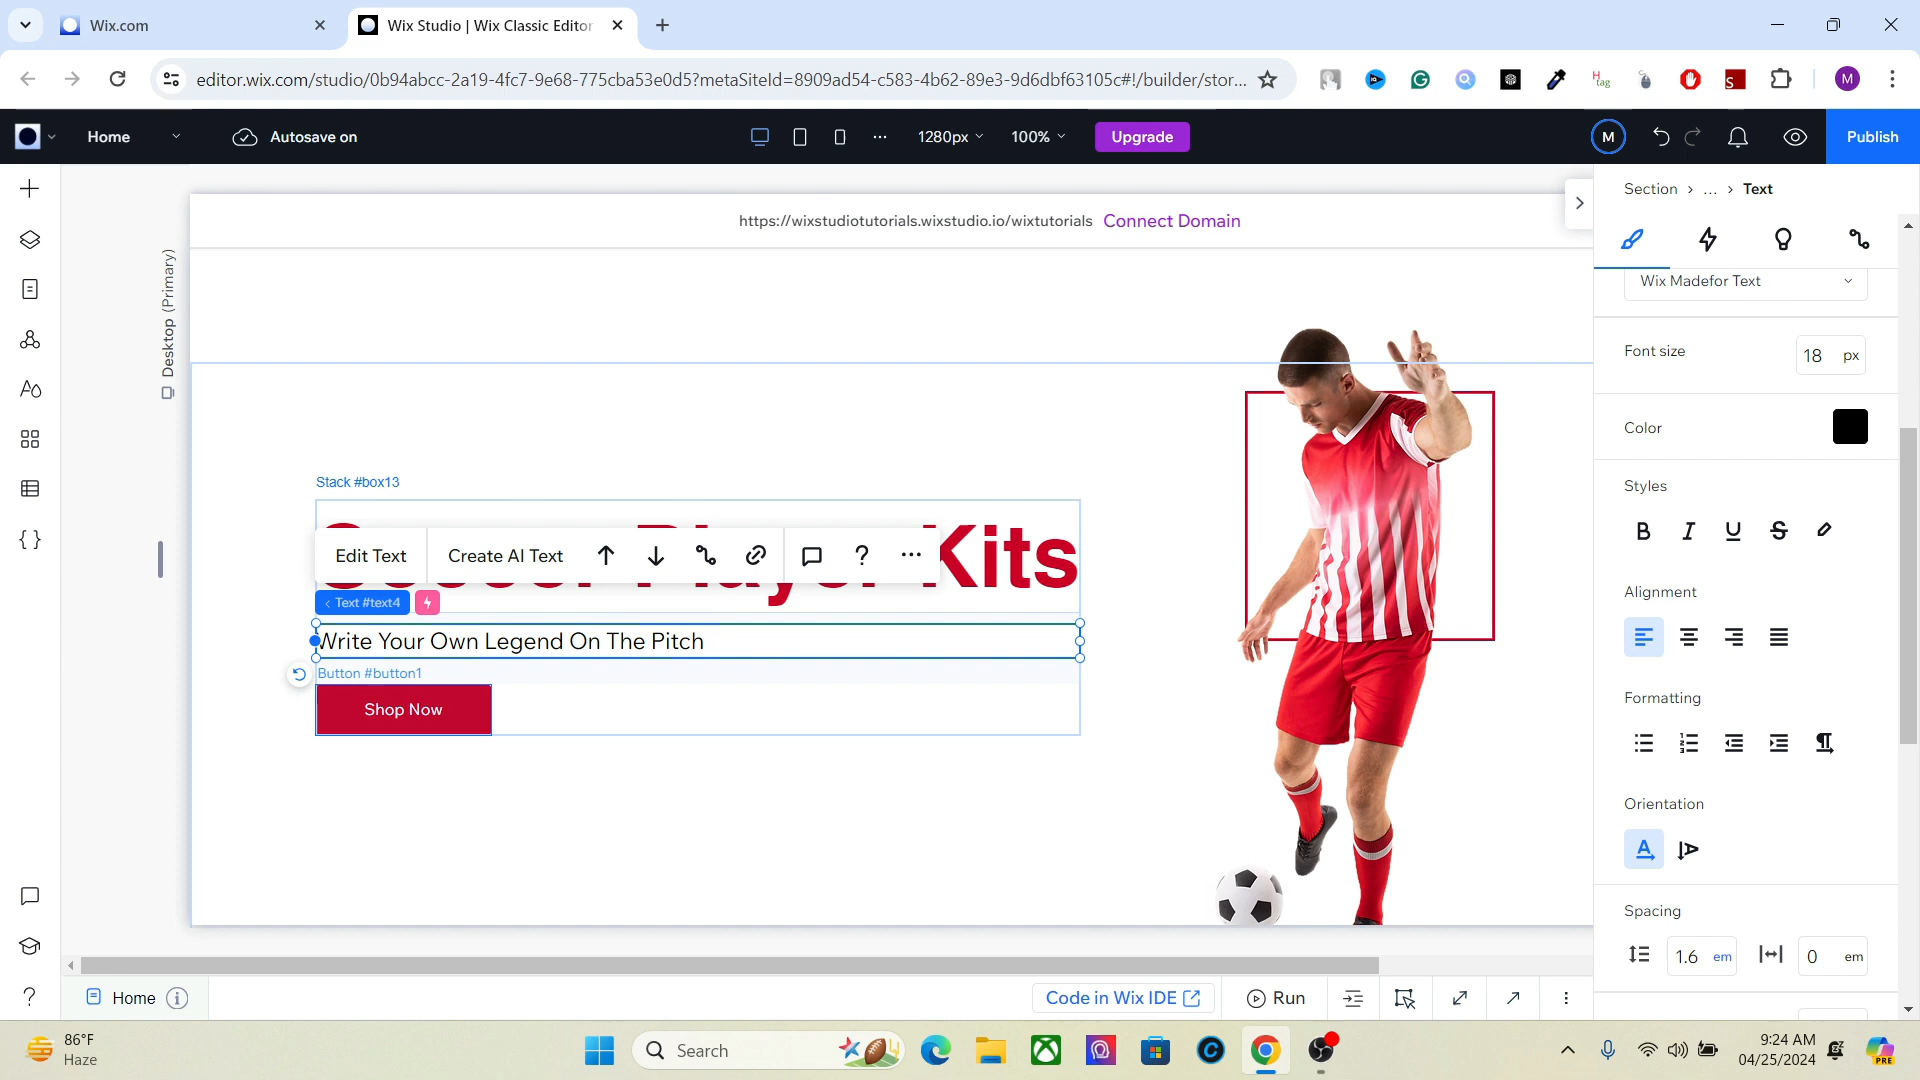 Wix.com
Wix Studio | Wix Classic Editor
editor.wix.com/studio/0b94abcc-2a19-4fc7-9e68-775cba53e0d5?metaSiteId=8909ad54-c583-4b62-89e3-9d6dbf63105c#!/builder/stor...
H tag
S
M
Home
Autosave on
1280px
100%
Upgrade
M
Publish
Section > ... > Text
https://wixstudiotutorials.wixstudio.io/wixtutorials Connect Domain
Desktop (Primary)
Wix Madefor Text
Font size
18 px
Color
Styles
B I U S
Stack #box13
Soccer Player Kits
Edit Text
Create AI Text
?
Text #text4
Write Your Own Legend On The Pitch
Button #button1
Shop Now
Alignment
Formatting
Orientation
Spacing
1.6 em
0 em
?
Home
Code in Wix IDE
Run
86°F
Haze
Search
9:24 AM
04/25/2024
PRE